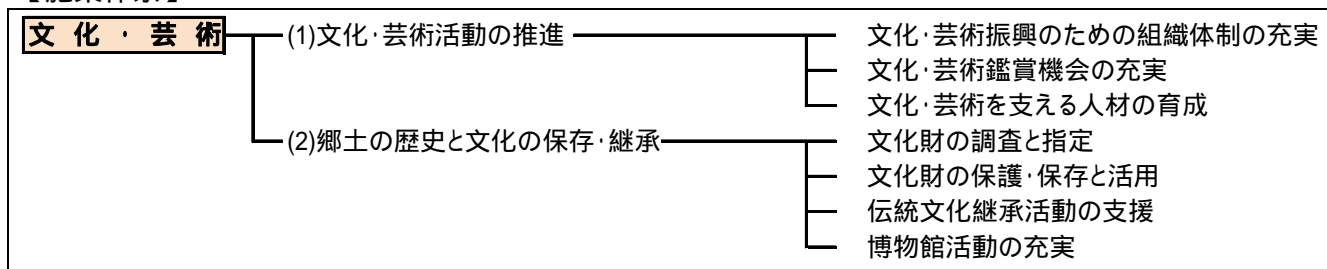 文化・芸術
(1)文化・芸術活動の推進
文化・芸術振興のための組織体制の充実
文化・芸術鑑賞機会の充実
文化・芸術を支える人材の育成
(2)郷土の歴史と文化の保存・継承
文化財の調査と指定
文化財の保護・保存と活用
伝統文化継承活動の支援
博物館活動の充実